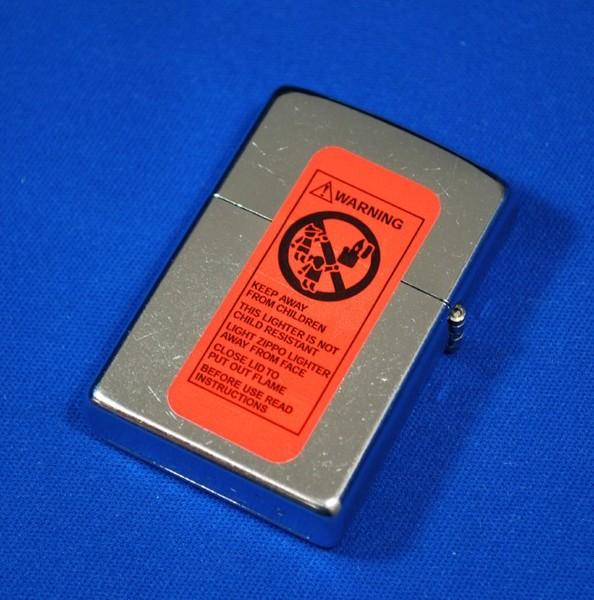 WARNING
KEEP AWAY
FROM CHILDREN
THIS LIGHTER IS NOT
CHILD RESISTANT
LIGHT ZIPPO LIGHTER
AWAY FROM FACE
CLOSE LID TO
PUT OUT FLAME
BEFORE USE READ
INSTRUCTIONS